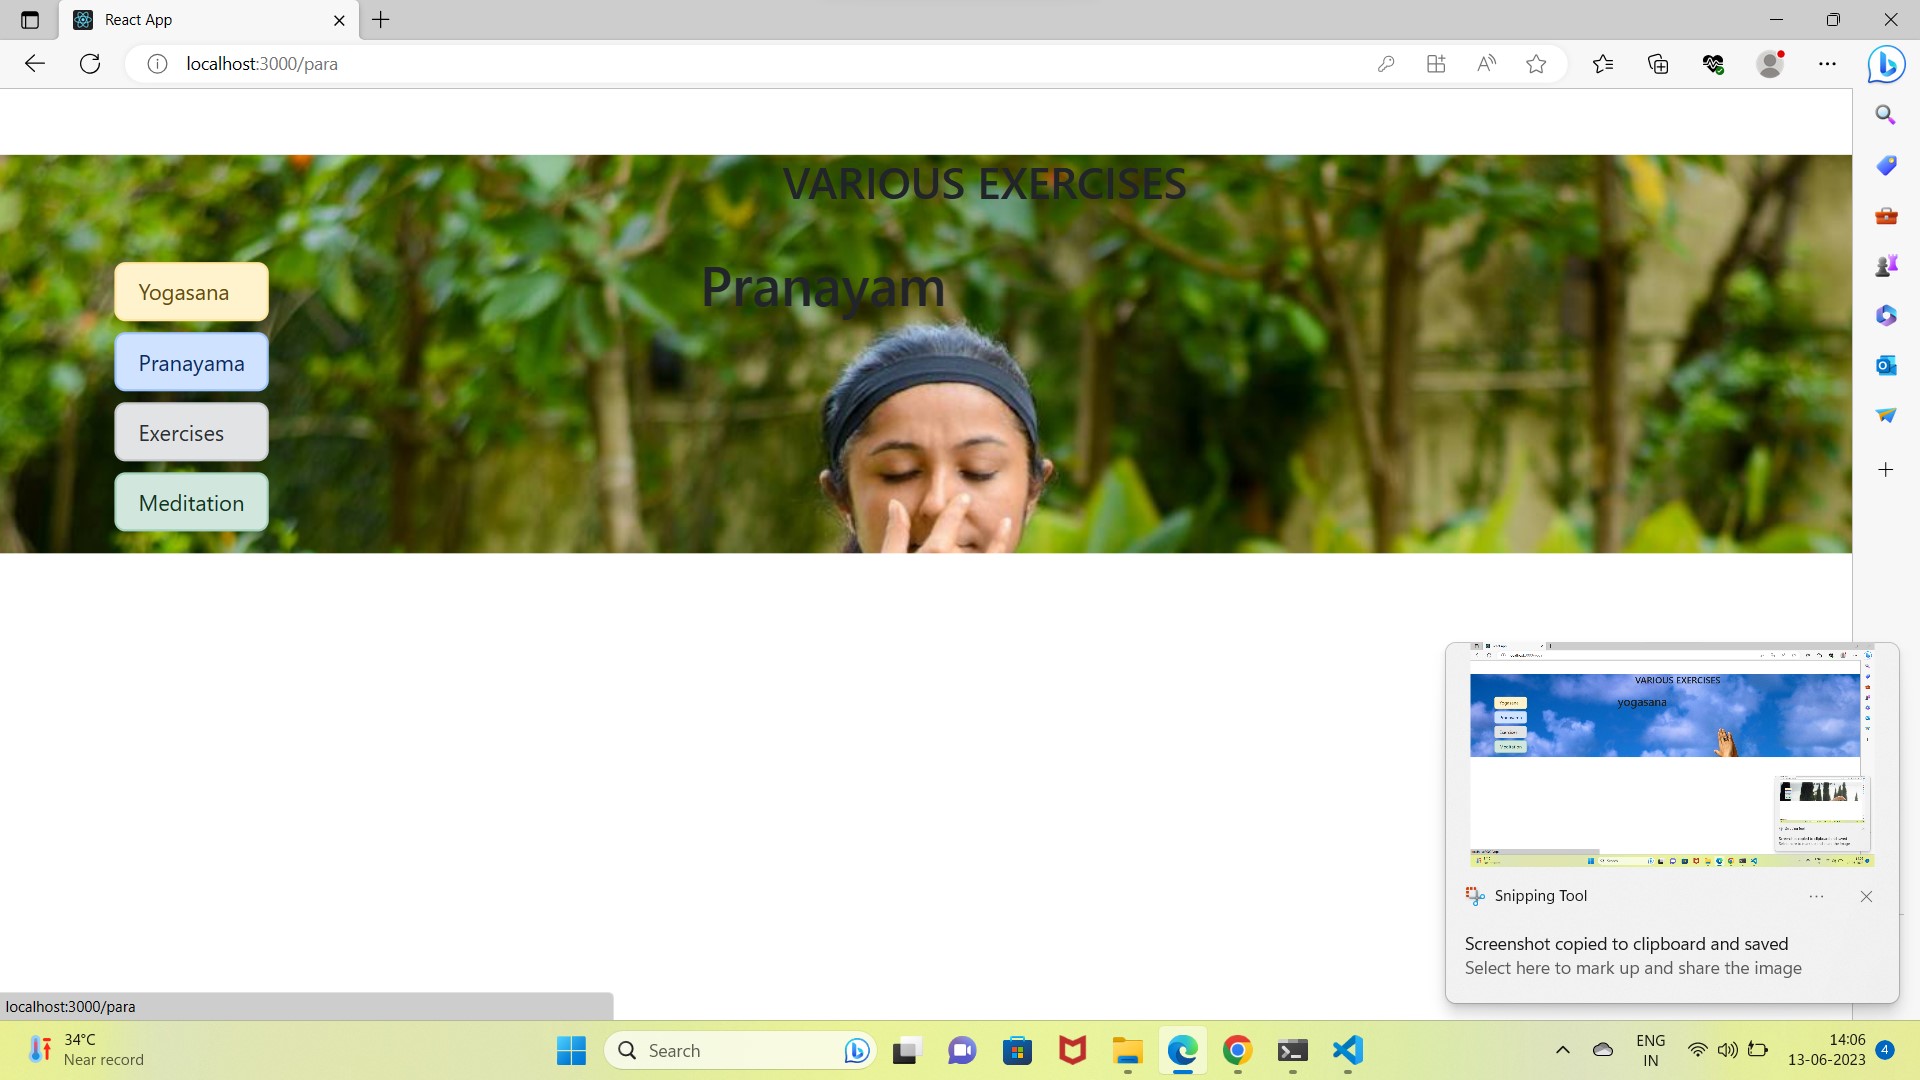 React App
localhost:3000/para
VARIOUS EXERCISES
Pranayam
Yogasana
Pranayama
Exercises
Meditation
VARIOUS EXERCISES
yogasana
Snipping Tool
Screenshot copied to clipboard and saved
Select here to mark up and share the image
localhost:3000/para
34°C
Near record
Search
ENG
IN
14:06
13-06-2023
4